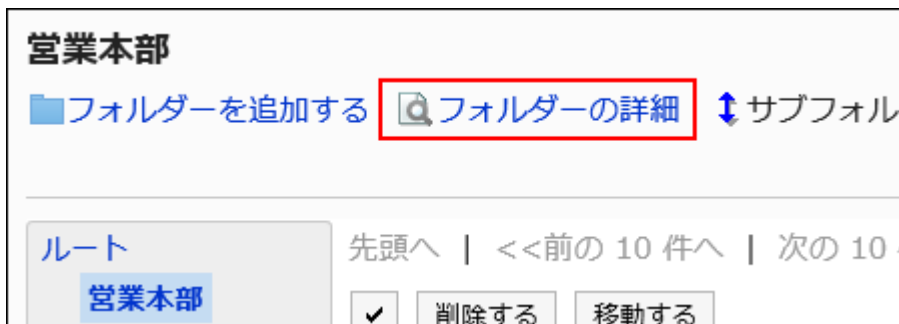 営業本部
フォルダーを追加する フォルダーの詳細 サブフォル
ルート
営業本部
先頭へ | <<前の 10 件へ | 次の 10
削除する 移動する